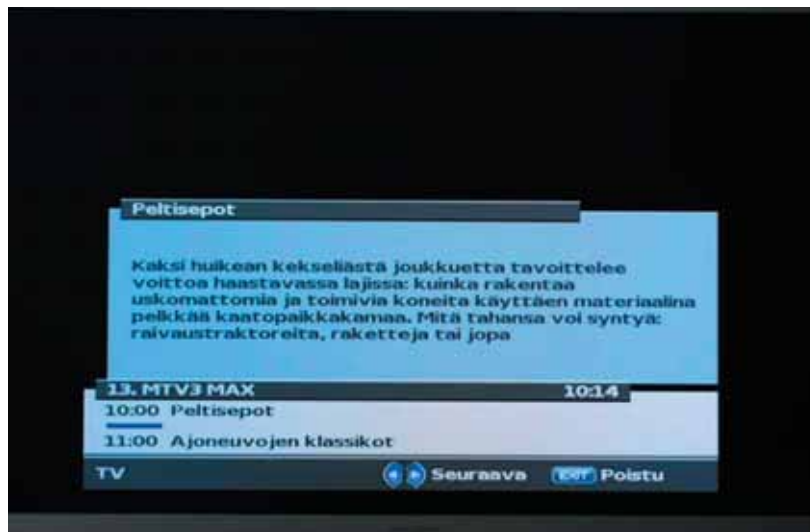 Peltisepot
Kaksi huikean kekseliästä joukkuetta tavoittelee
voittoa haastavassa lajissa: kuinka rakentaa
uskomattomia ja toimivia koneita käyttäen materiaalina
pelkkää kaatopaikkakamaa. Mitä tahansa voi syntyä:
raivaustraktoreita, raketteja tai jopa
13. MTV3 MAX 10:14
10:00 Peltisepot
11:00 Ajoneuvojen klassikot
TV Seuraava EXIT Poistu